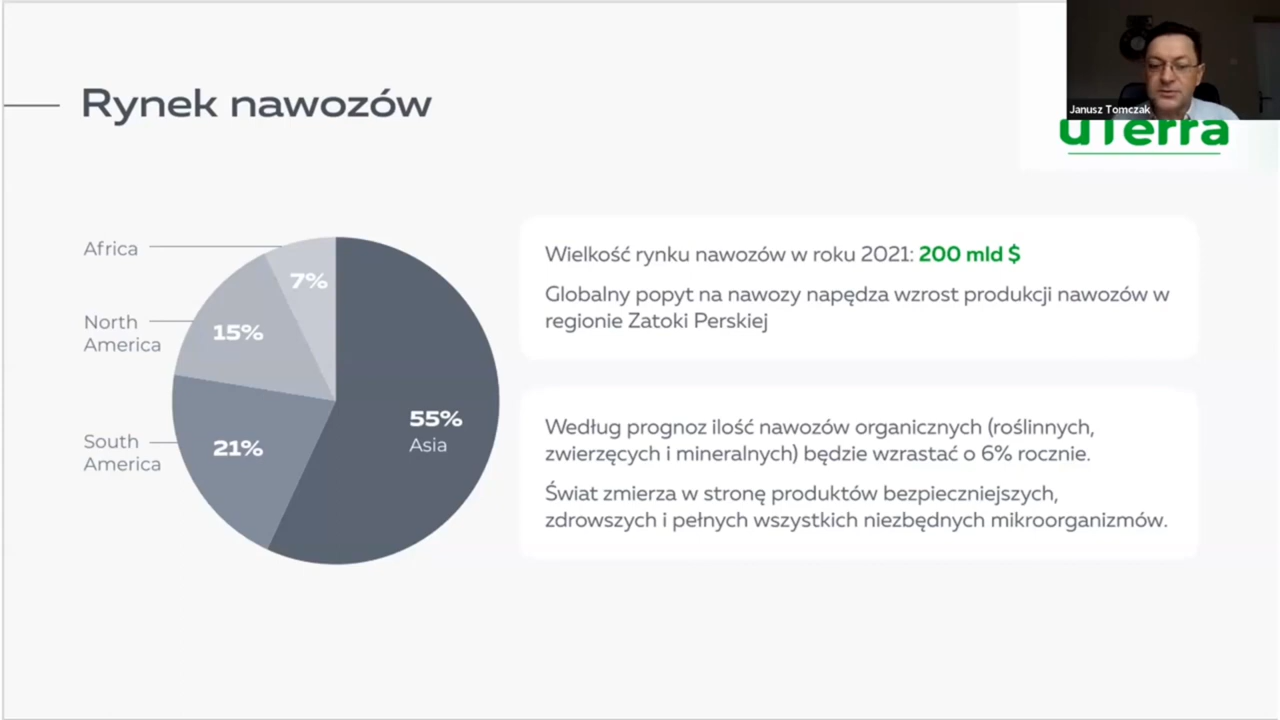 Janusz Tomczak
uTerra
Rynek nawozów
Africa
7%
North
America
15%
South
America
21%
55%
Asia
Wielkość rynku nawozów w roku 2021: 200 mld $
Globalny popyt na nawozy napędza wzrost produkcji nawozów w
regionie Zatoki Perskiej
Według prognoz ilość nawozów organicznych (roślinnych,
zwierzęcych i mineralnych) będzie wzrastać o 6% rocznie.
Świat zmierza w stronę produktów bezpieczniejszych,
zdrowszych i pełnych wszystkich niezbędnych mikroorganizmów.